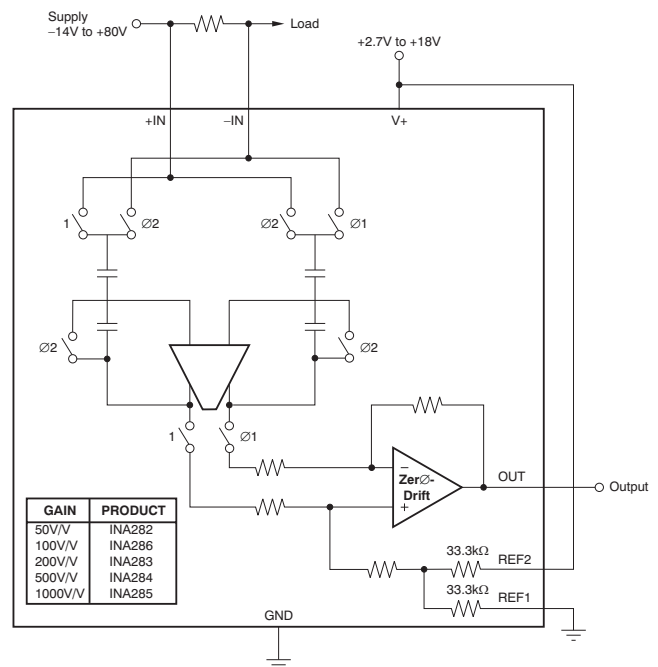 Supply
−14V to +80V
Load
+2.7V to +18V
+IN
−IN
V+
1
Ø2
Ø2
Ø1
Ø2
Ø2
1
Ø1
−
ZerØ-
Drift
+
OUT
Output
GAIN PRODUCT
50V/V INA282
100V/V INA286
200V/V INA283
500V/V INA284
1000V/V INA285
33.3kΩ
REF2
33.3kΩ
REF1
GND